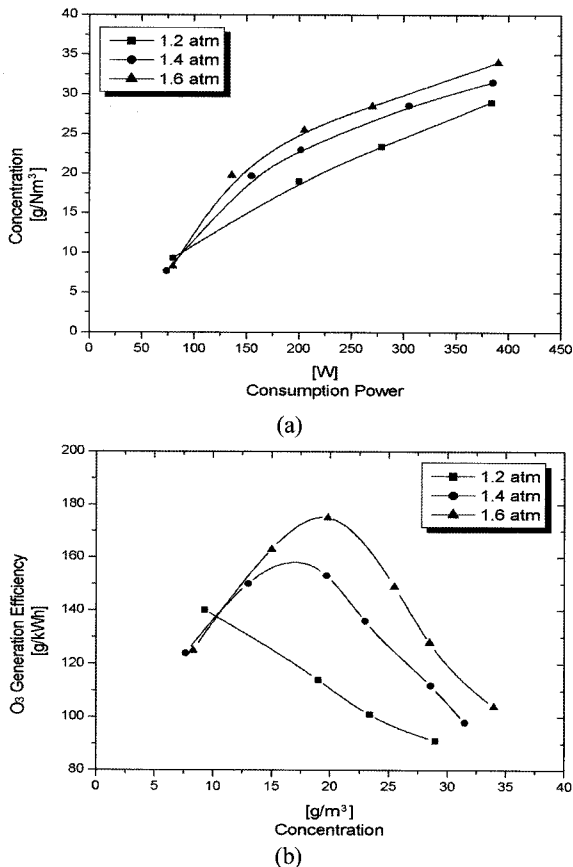 40
35
30
25
20
15
10
5
0
Concentration
[g/Nm³]
1.2 atm
1.4 atm
1.6 atm
0 50 100 150 200 250 300 350 400 450
[W]
Consumption Power
(a)
200
180
160
140
120
100
80
O₃ Generation Efficiency
[g/kWh]
1.2 atm
1.4 atm
1.6 atm
0 5 10 15 20 25 30 35 40
[g/m³]
Concentration
(b)